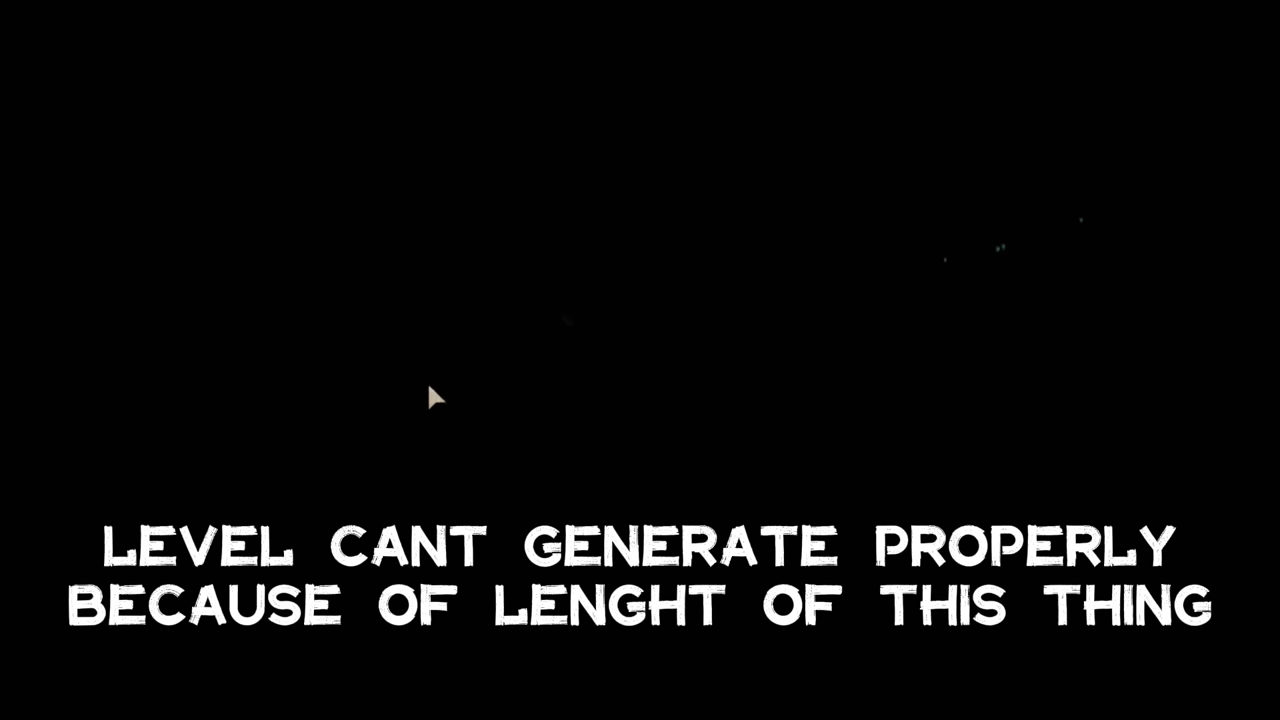 LEVEL CANT GENERATE PROPERLY
BECAUSE OF LENGHT OF THIS THING